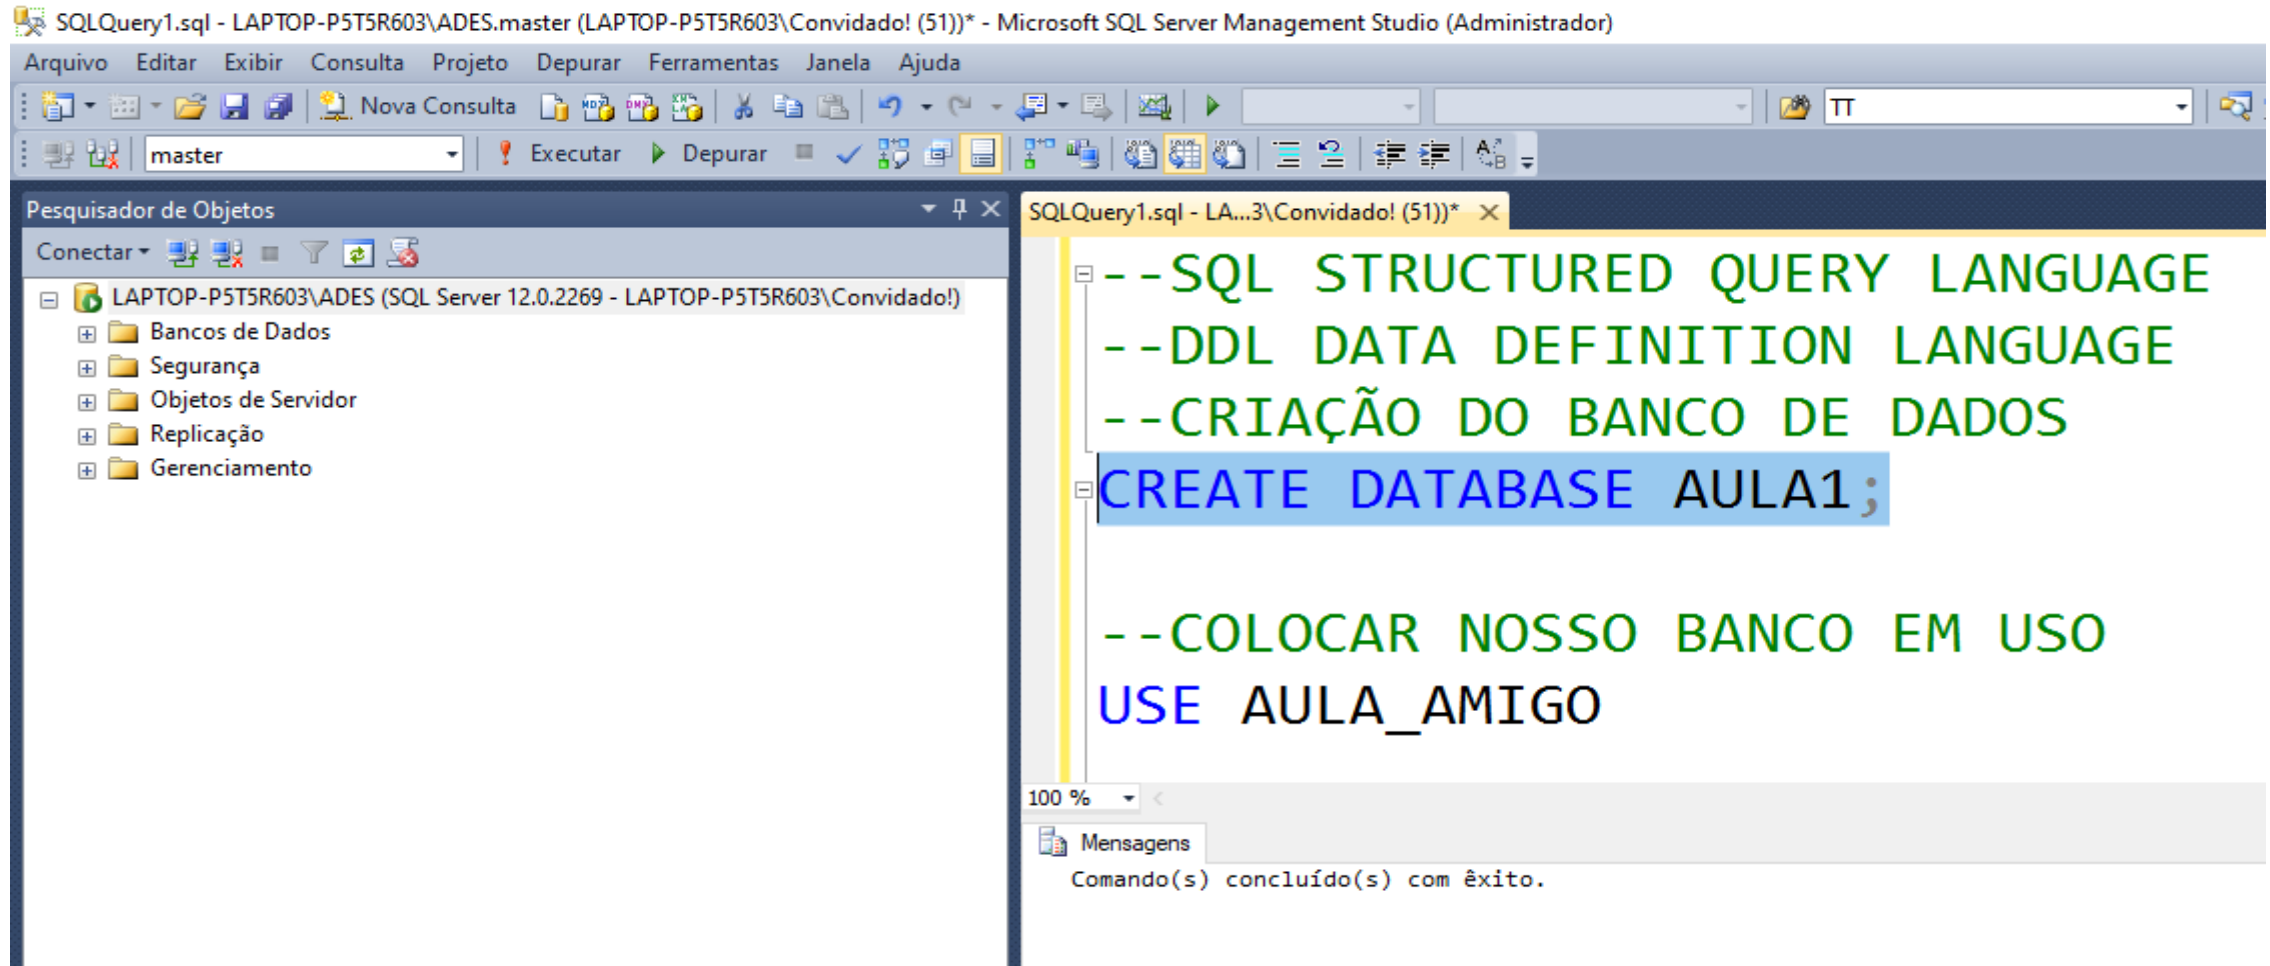 SQLQuery1.sql - LAPTOP-P5T5R603\ADES.master (LAPTOP-P5T5R603\Convidado! (51))* - Microsoft SQL Server Management Studio (Administrador)
Arquivo Editar Exibir Consulta Projeto Depurar Ferramentas Janela Ajuda
Nova Consulta MDX DMX TT
master Executar Depurar
Pesquisador de Objetos
Conectar
LAPTOP-P5T5R603\ADES (SQL Server 12.0.2269 - LAPTOP-P5T5R603\Convidado!)
Bancos de Dados
Segurança
Objetos de Servidor
Replicação
Gerenciamento
SQLQuery1.sql - LA...3\Convidado! (51))*
--SQL STRUCTURED QUERY LANGUAGE
--DDL DATA DEFINITION LANGUAGE
--CRIAÇÃO DO BANCO DE DADOS
CREATE DATABASE AULA1;
--COLOCAR NOSSO BANCO EM USO
USE AULA_AMIGO
100 %
Mensagens
Comando(s) concluído(s) com êxito.